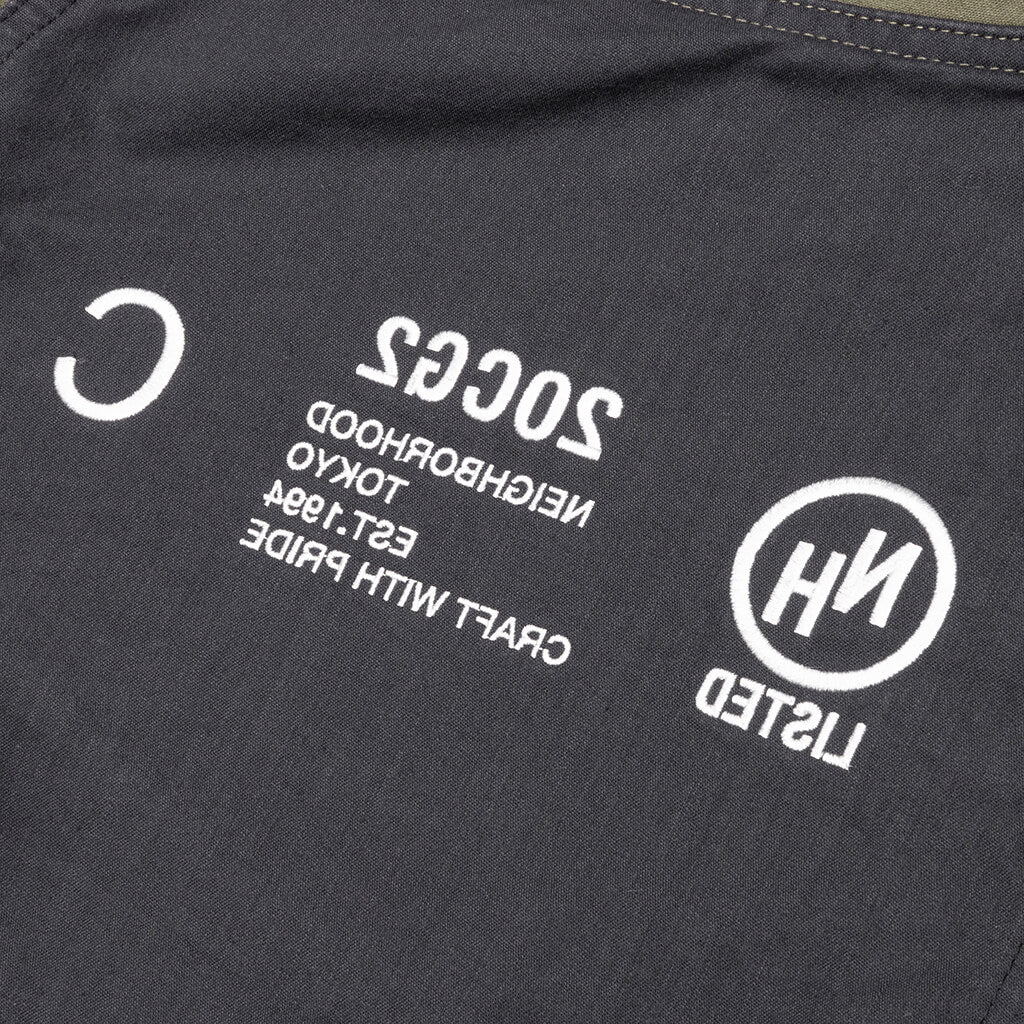 NH
LISTED
20CG2
NEIGHBORHOOD
TOKYO
EST.1994
CRAFT WITH PRIDE
C